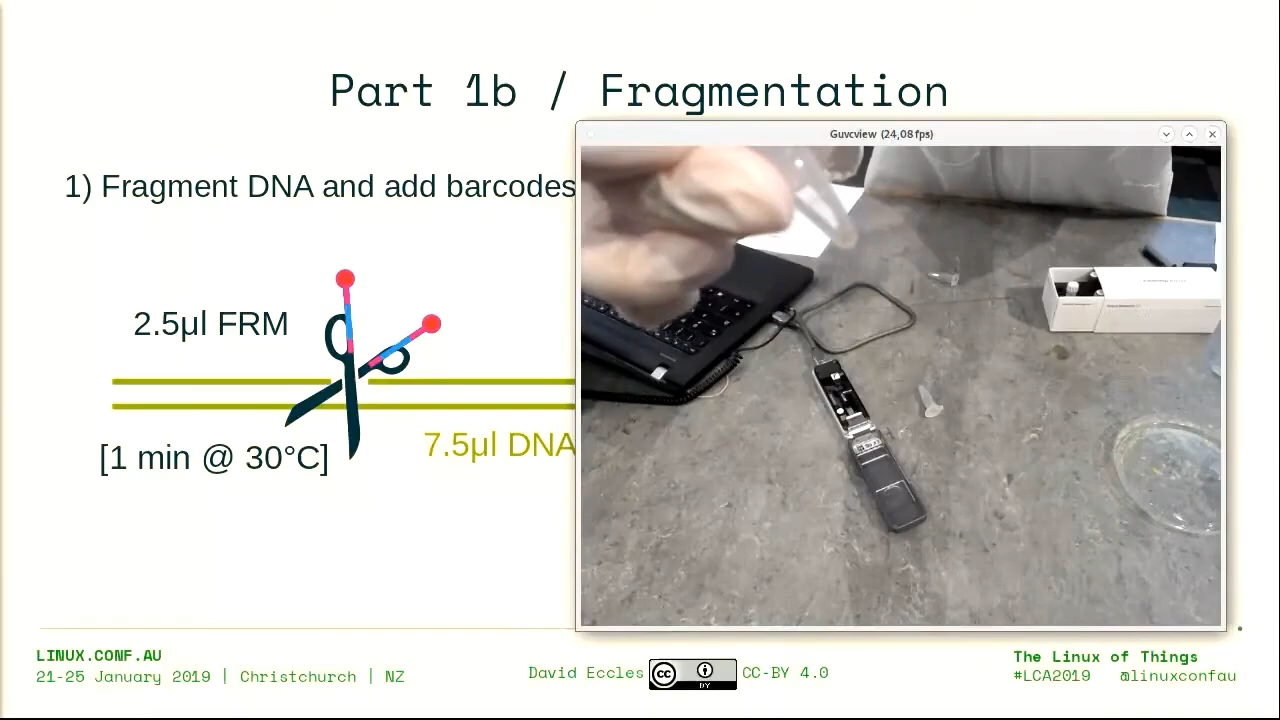 Part 1b / Fragmentation
Guvcview (24,08 fps)
1) Fragment DNA and add barcodes
2.5µl FRM
[1 min @ 30°C]
7.5µl DNA
LINUX.CONF.AU
21-25 January 2019 | Christchurch | NZ
David Eccles
cc
BY
CC-BY 4.0
The Linux of Things
#LCA2019 @linuxconfau